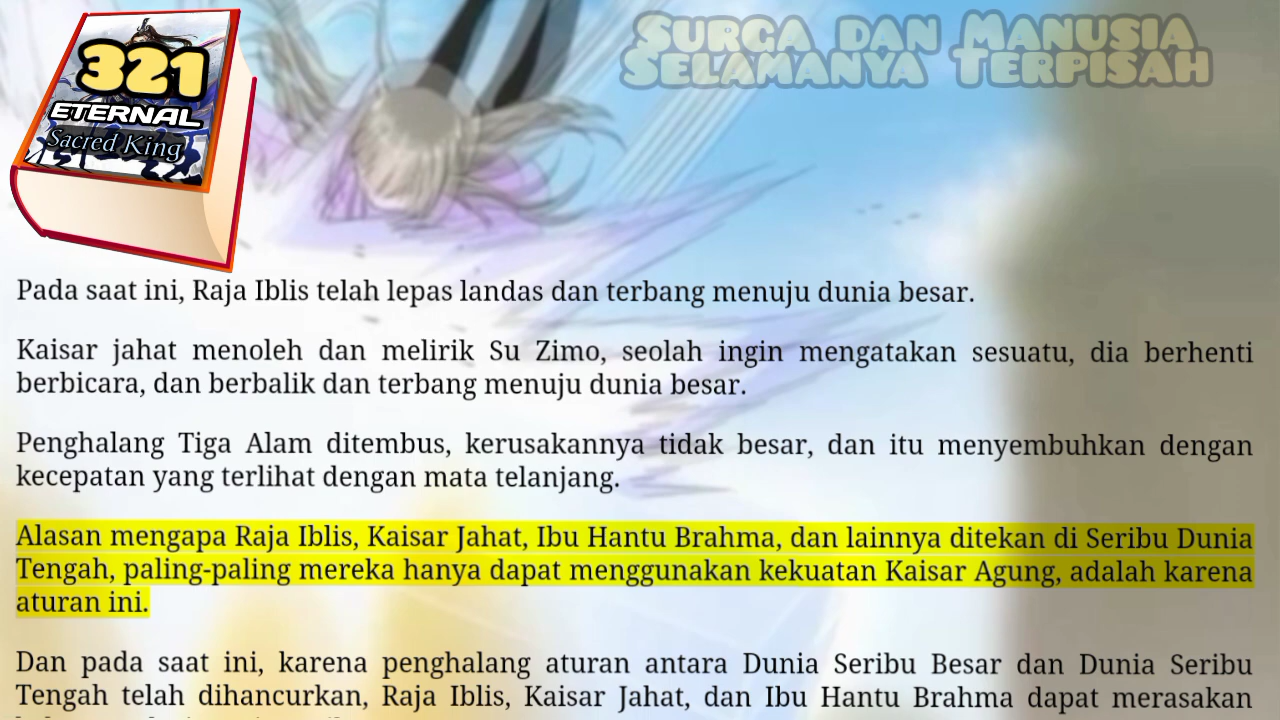 321
ETERNAL
Sacred King
SURGA DAN MANUSIA
SELAMANYA TERPISAH
Pada saat ini, Raja Iblis telah lepas landas dan terbang menuju dunia besar.
Kaisar jahat menoleh dan melirik Su Zimo, seolah ingin mengatakan sesuatu, dia berhenti
berbicara, dan berbalik dan terbang menuju dunia besar.
Penghalang Tiga Alam ditembus, kerusakannya tidak besar, dan itu menyembuhkan dengan
kecepatan yang terlihat dengan mata telanjang.
Alasan mengapa Raja Iblis, Kaisar Jahat, Ibu Hantu Brahma, dan lainnya ditekan di Seribu Dunia
Tengah, paling-paling mereka hanya dapat menggunakan kekuatan Kaisar Agung, adalah karena
aturan ini.
Dan pada saat ini, karena penghalang aturan antara Dunia Seribu Besar dan Dunia Seribu
Tengah telah dihancurkan, Raja Iblis, Kaisar Jahat, dan Ibu Hantu Brahma dapat merasakan